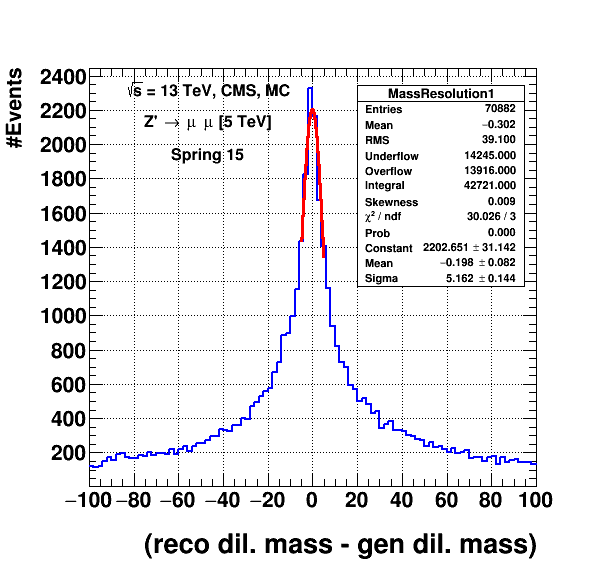 #Events
2400
2200
2000
1800
1600
1400
1200
1000
800
600
400
200
√s = 13 TeV, CMS, MC
Z' → μ μ [5 TeV]
Spring 15
MassResolution1
Entries 70882
Mean −0.302
RMS 39.100
Underflow 14245.000
Overflow 13916.000
Integral 42721.000
Skewness 0.009
χ² / ndf 30.026 / 3
Prob 0.000
Constant 2202.651 ± 31.142
Mean −0.198 ± 0.082
Sigma 5.162 ± 0.144
−100 −80 −60 −40 −20 0 20 40 60 80 100
(reco dil. mass - gen dil. mass)